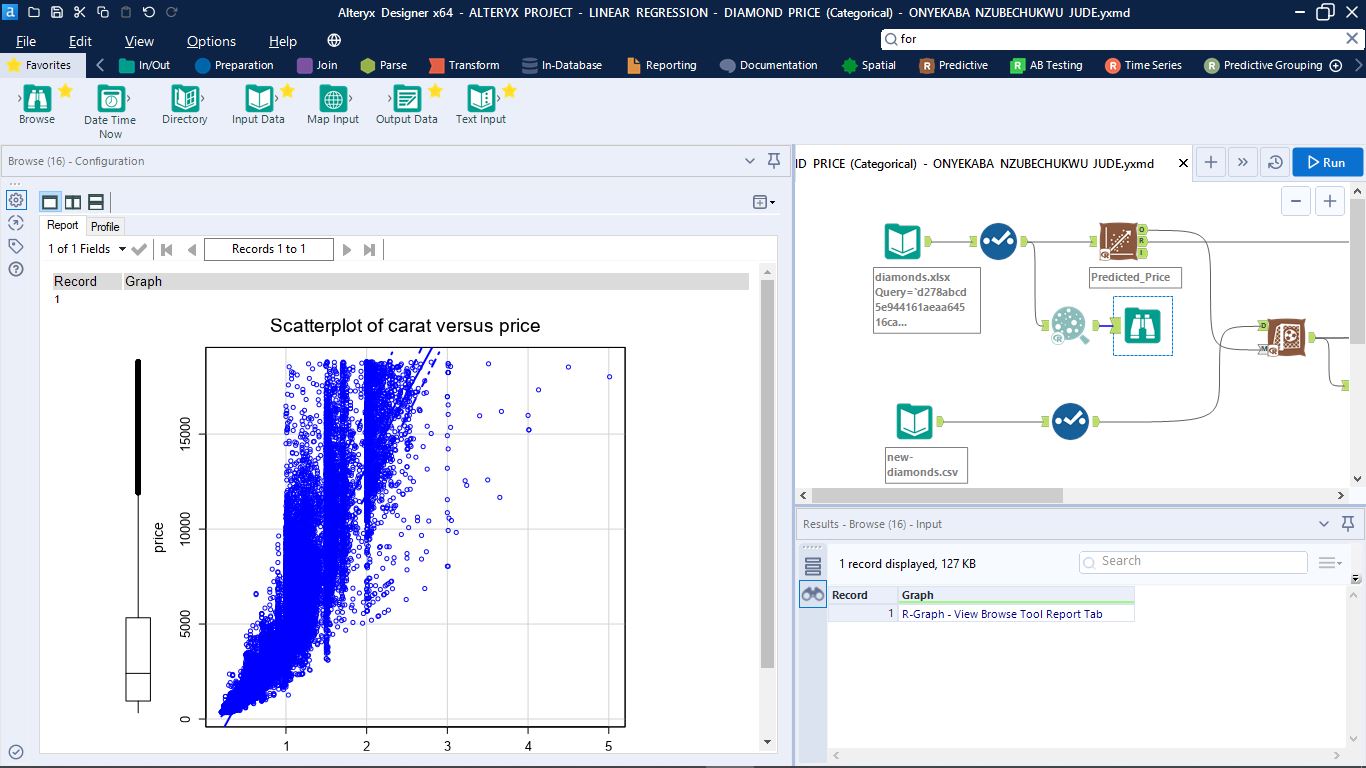 a
Alteryx Designer x64 - ALTERYX PROJECT - LINEAR REGRESSION - DIAMOND PRICE (Categorical) - ONYEKABA NZUBECHUKWU JUDE.yxmd
File Edit View Options Help
for
Favorites In/Out Preparation Join Parse Transform In-Database Reporting Documentation Spatial Predictive AB Testing Time Series Predictive Grouping
Browse Date Time Now Directory Input Data Map Input Output Data Text Input
Browse (16) - Configuration
ID PRICE (Categorical) - ONYEKABA NZUBECHUKWU JUDE.yxmd
Run
Report Profile
1 of 1 Fields Records 1 to 1
Record Graph
1
Scatterplot of carat versus price
price
15000
10000
5000
0
1 2 3 4 5
diamonds.xlsx
Query=`d278abcd
5e944161aeaa645
16ca...
O
R
I
Predicted_Price
D
M
new-
diamonds.csv
Results - Browse (16) - Input
1 record displayed, 127 KB
Search
Record Graph
1 R-Graph - View Browse Tool Report Tab